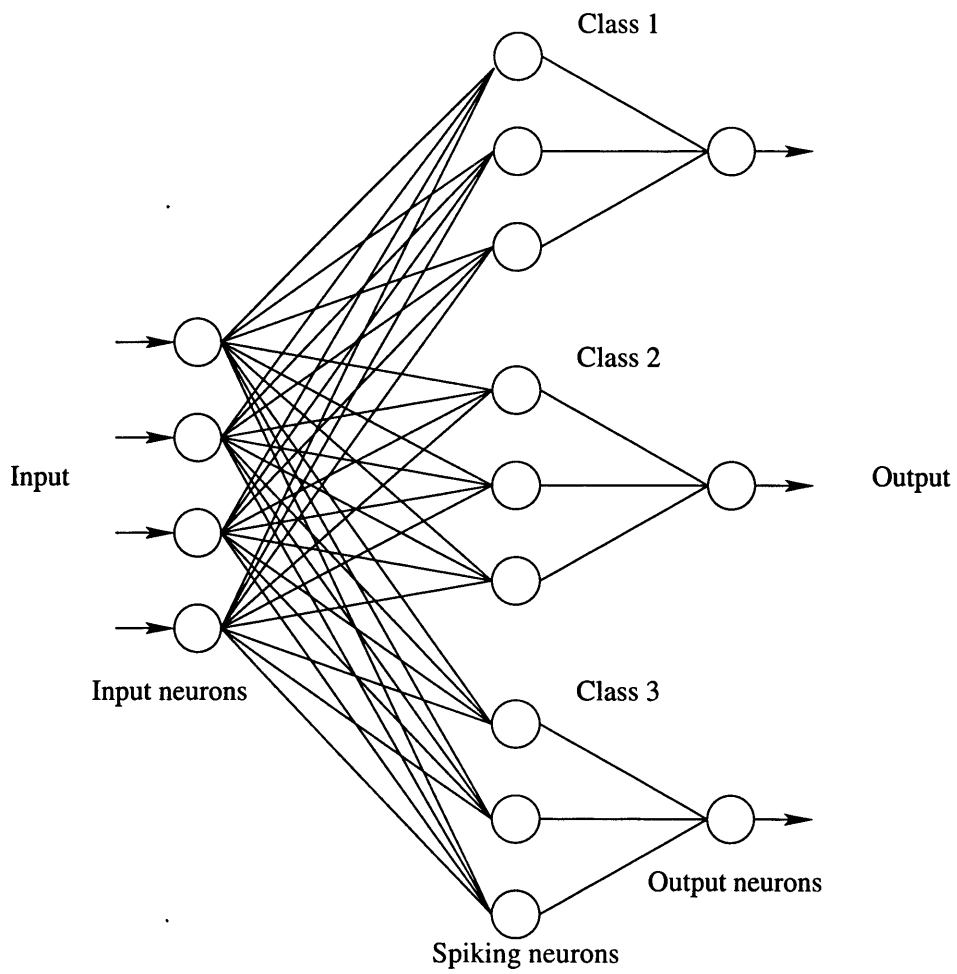 Class 1
Class 2
Input
Output
Input neurons
Class 3
Output neurons
Spiking neurons